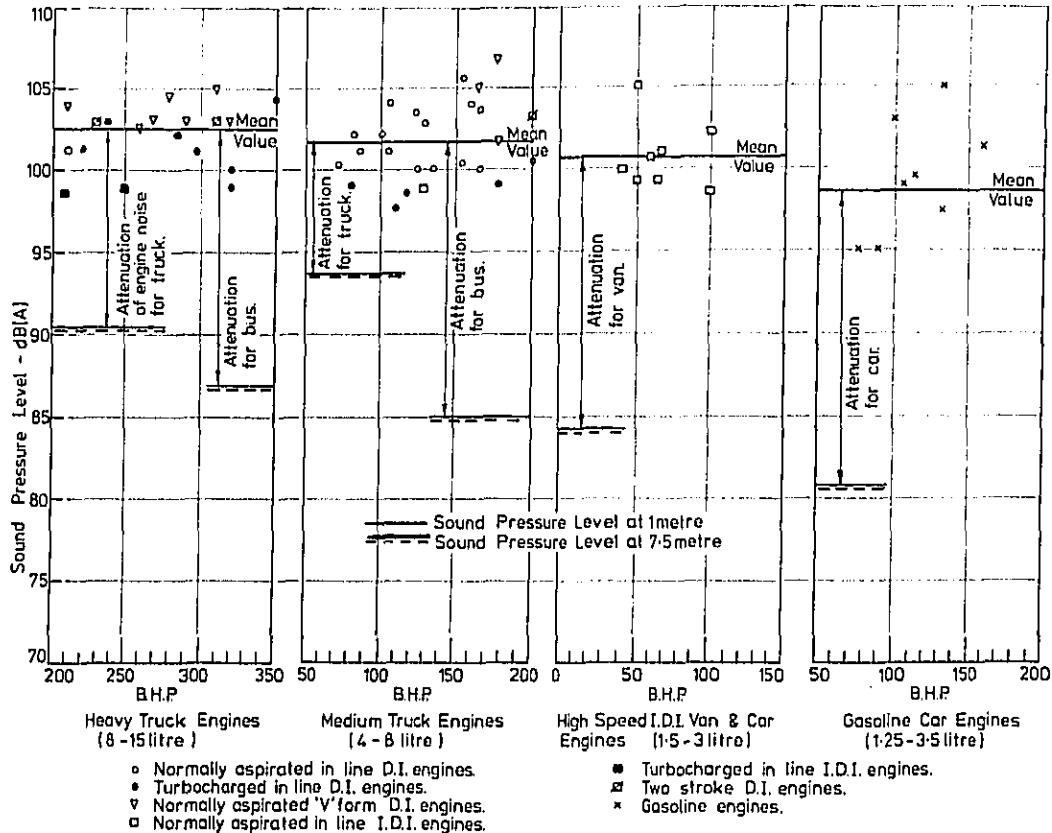 Sound Pressure Level - dB[A]
110
105
100
95
90
85
80
75
70
Mean
Value
Attenuation
of engine noise
for truck.
Attenuation
for bus.
200
250
300
350
B.H.P.
Heavy Truck Engines
(8-15 litre)
Mean
Value
Attenuation
for truck.
Attenuation
for bus.
50
100
150
200
B.H.P.
Medium Truck Engines
(4-8 litre)
Mean
Value
Attenuation
for van.
0
50
100
150
B.H.P.
High Speed I.D.I. Van & Car
Engines (1·5-3 litre)
Mean
Value
Attenuation
for car.
50
100
150
200
B.H.P.
Gasoline Car Engines
(1·25-3·5 litre)
Sound Pressure Level at 1 metre
Sound Pressure Level at 7·5 metre
Normally aspirated in line D.I. engines.
Turbocharged in line D.I. engines.
Normally aspirated 'V' form D.I. engines.
Normally aspirated in line I.D.I. engines.
Turbocharged in line I.D.I. engines.
Two stroke D.I. engines.
Gasoline engines.